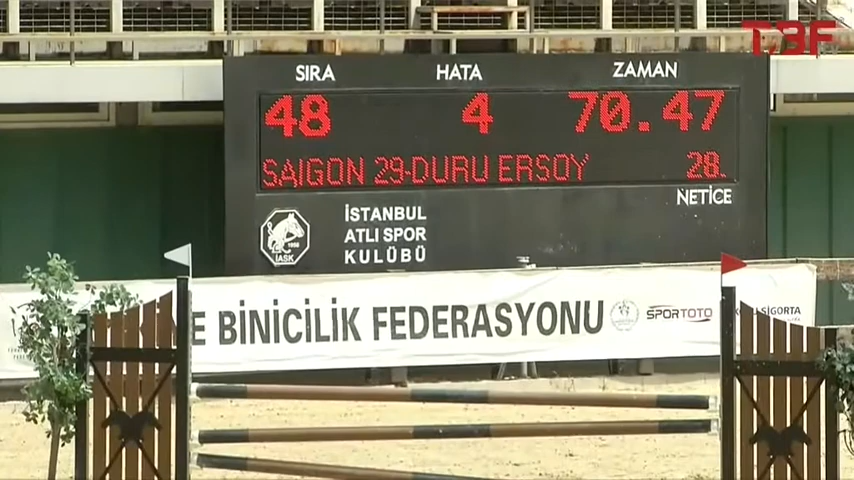 TBF
SIRA HATA ZAMAN
48 4 70.47
SAIGON 29-DURU ERSOY 28.
NETİCE
İSTANBUL
ATLI SPOR
KULÜBÜ
1956
İASK
E BİNİCİLİK FEDERASYONU SPORTOTO SİGORTA